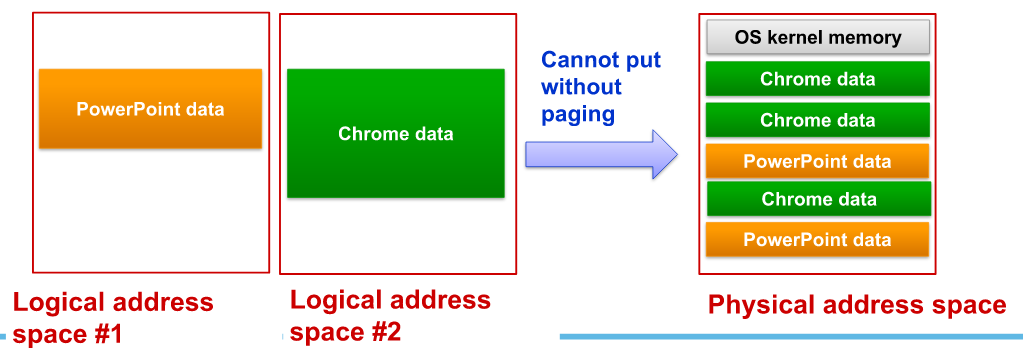 PowerPoint data
Chrome data
Cannot put
without
paging
OS kernel memory
Chrome data
Chrome data
PowerPoint data
Chrome data
PowerPoint data
Logical address
space #1
Logical address
space #2
Physical address space